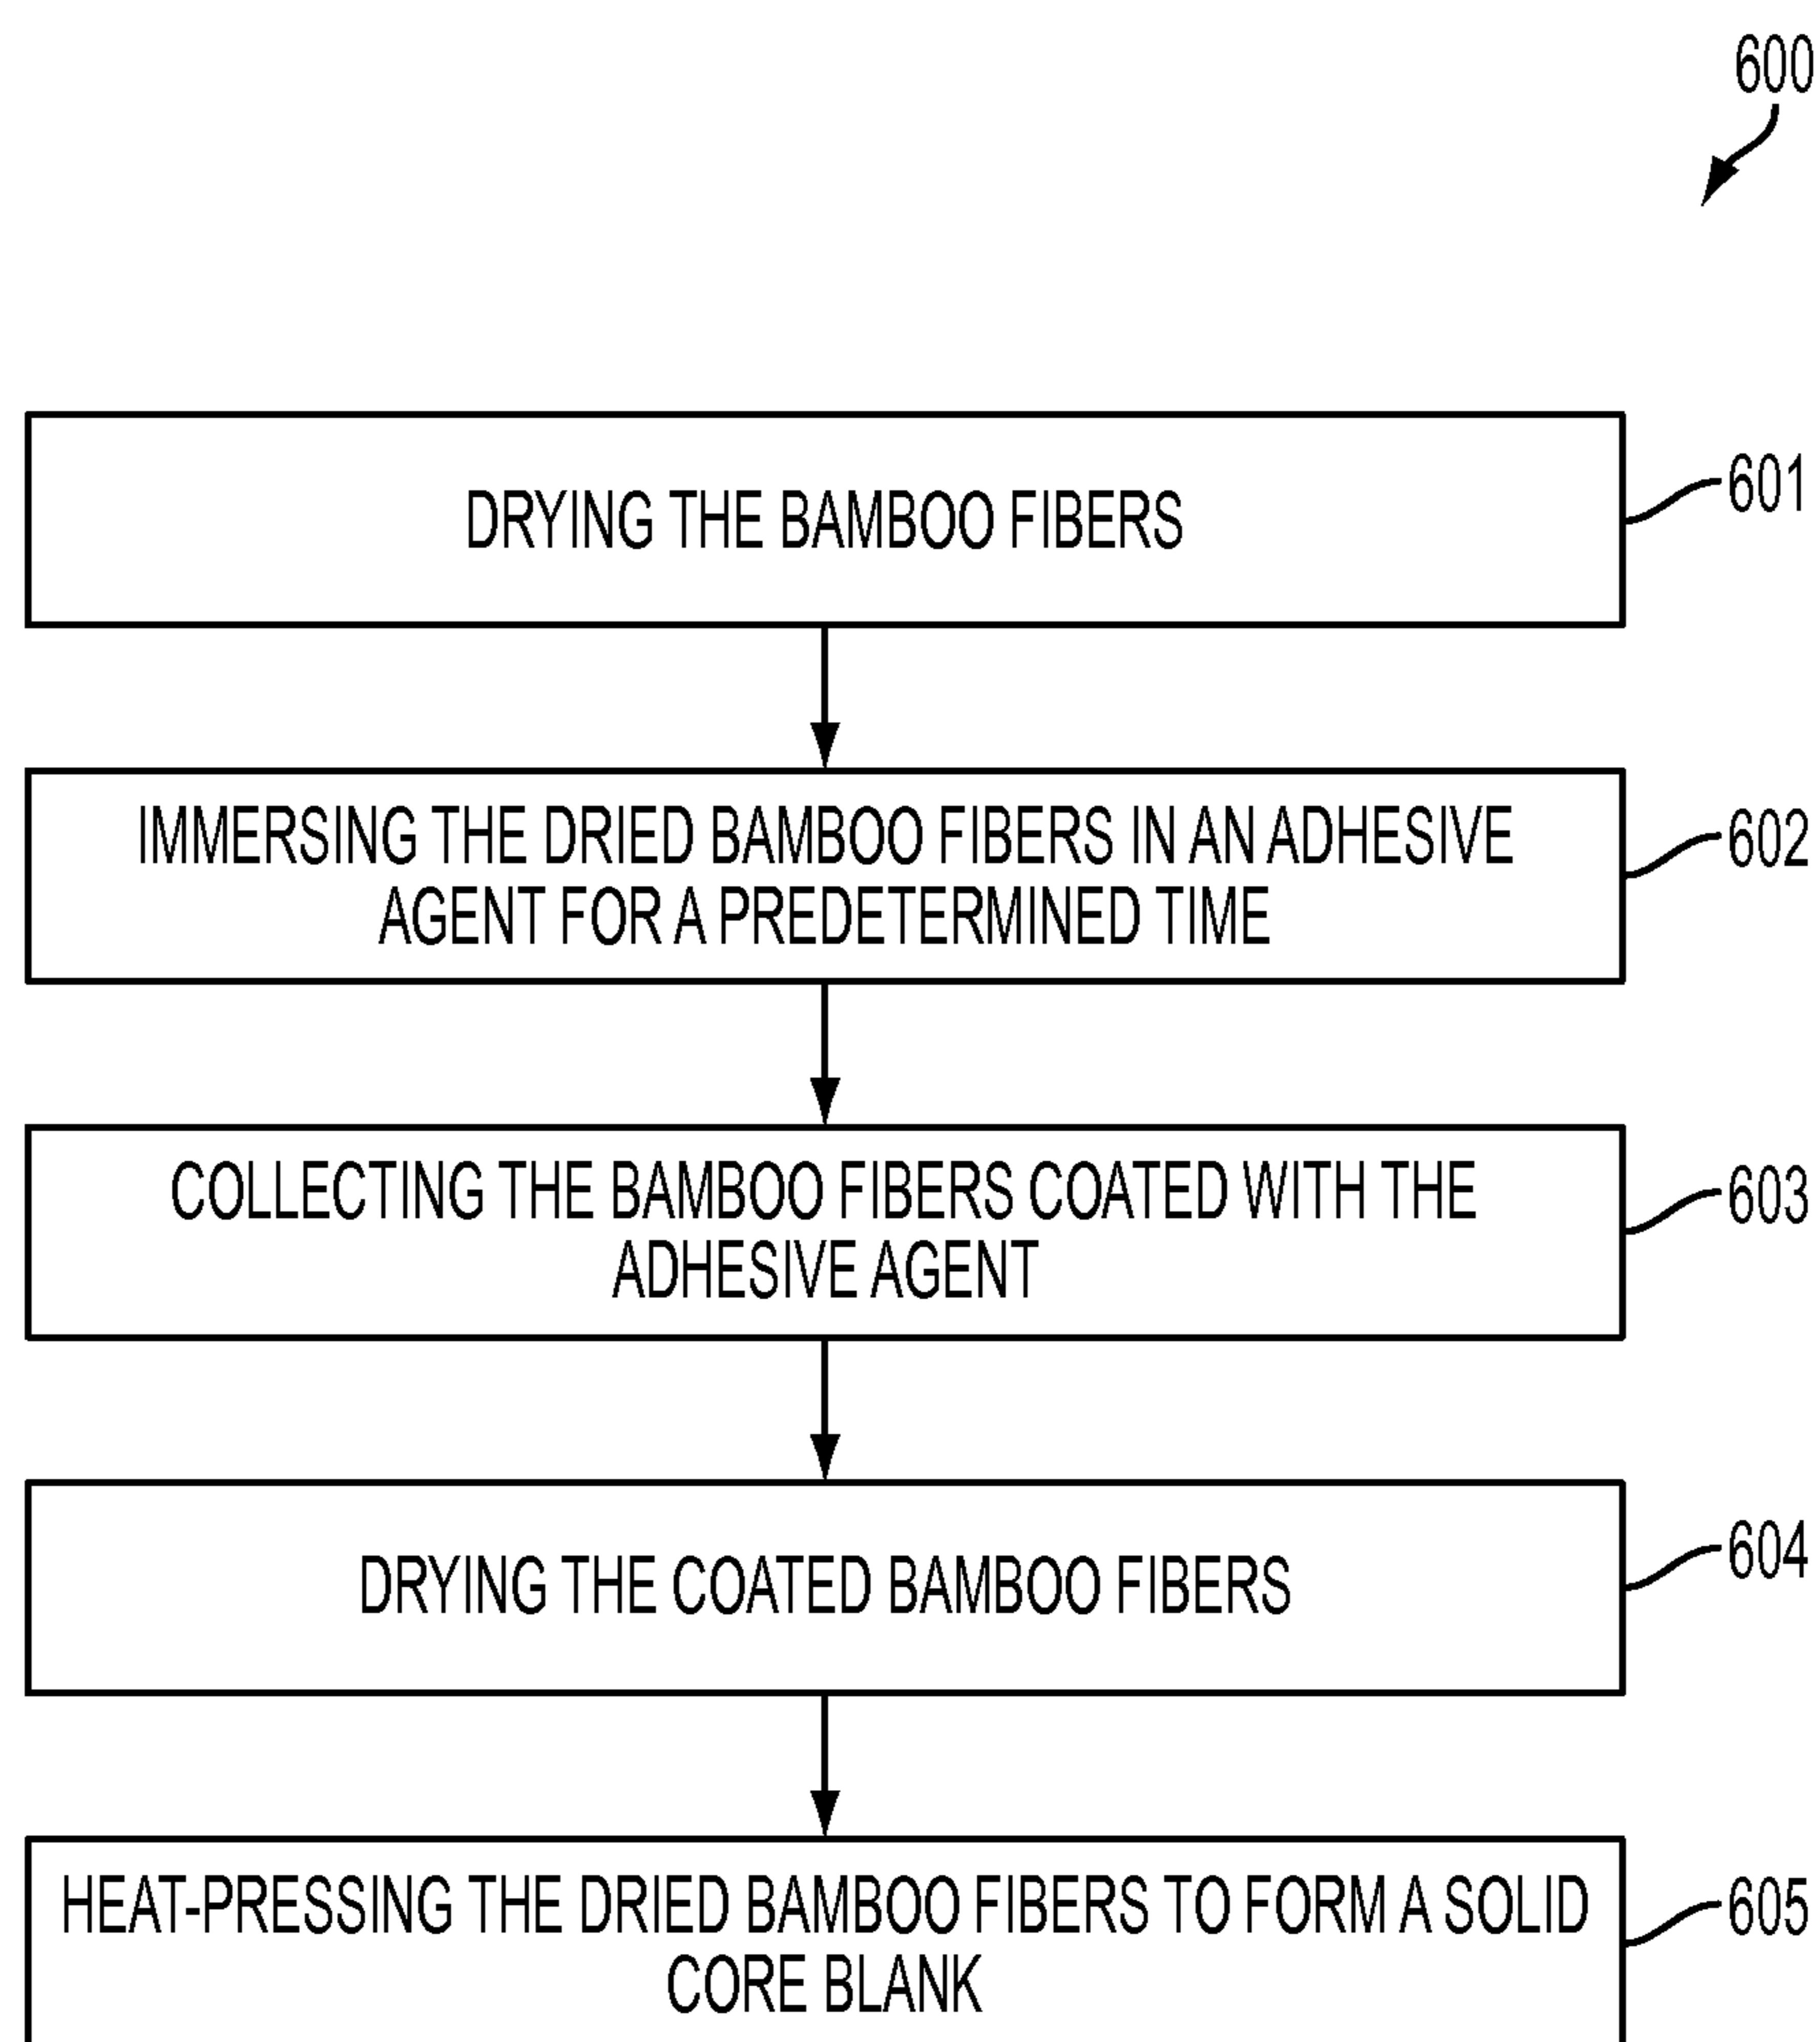 600
DRYING THE BAMBOO FIBERS
601
IMMERSING THE DRIED BAMBOO FIBERS IN AN ADHESIVE
AGENT FOR A PREDETERMINED TIME
602
COLLECTING THE BAMBOO FIBERS COATED WITH THE
ADHESIVE AGENT
603
DRYING THE COATED BAMBOO FIBERS
604
HEAT-PRESSING THE DRIED BAMBOO FIBERS TO FORM A SOLID
CORE BLANK
605